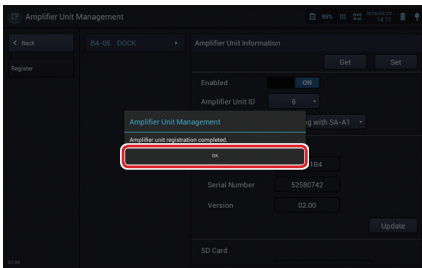 Amplifier Unit Management
99%
14:11
< Back
B4-06 DOCK
Amplifier Unit Information
Register
Get
Set
Enabled
ON
Amplifier Unit ID
6
Amplifier Unit Management
ng with SA-A1
Amplifier unit registration completed.
OK
1B4
Serial Number
52580742
Version
02.00
Update
SD Card
02.00